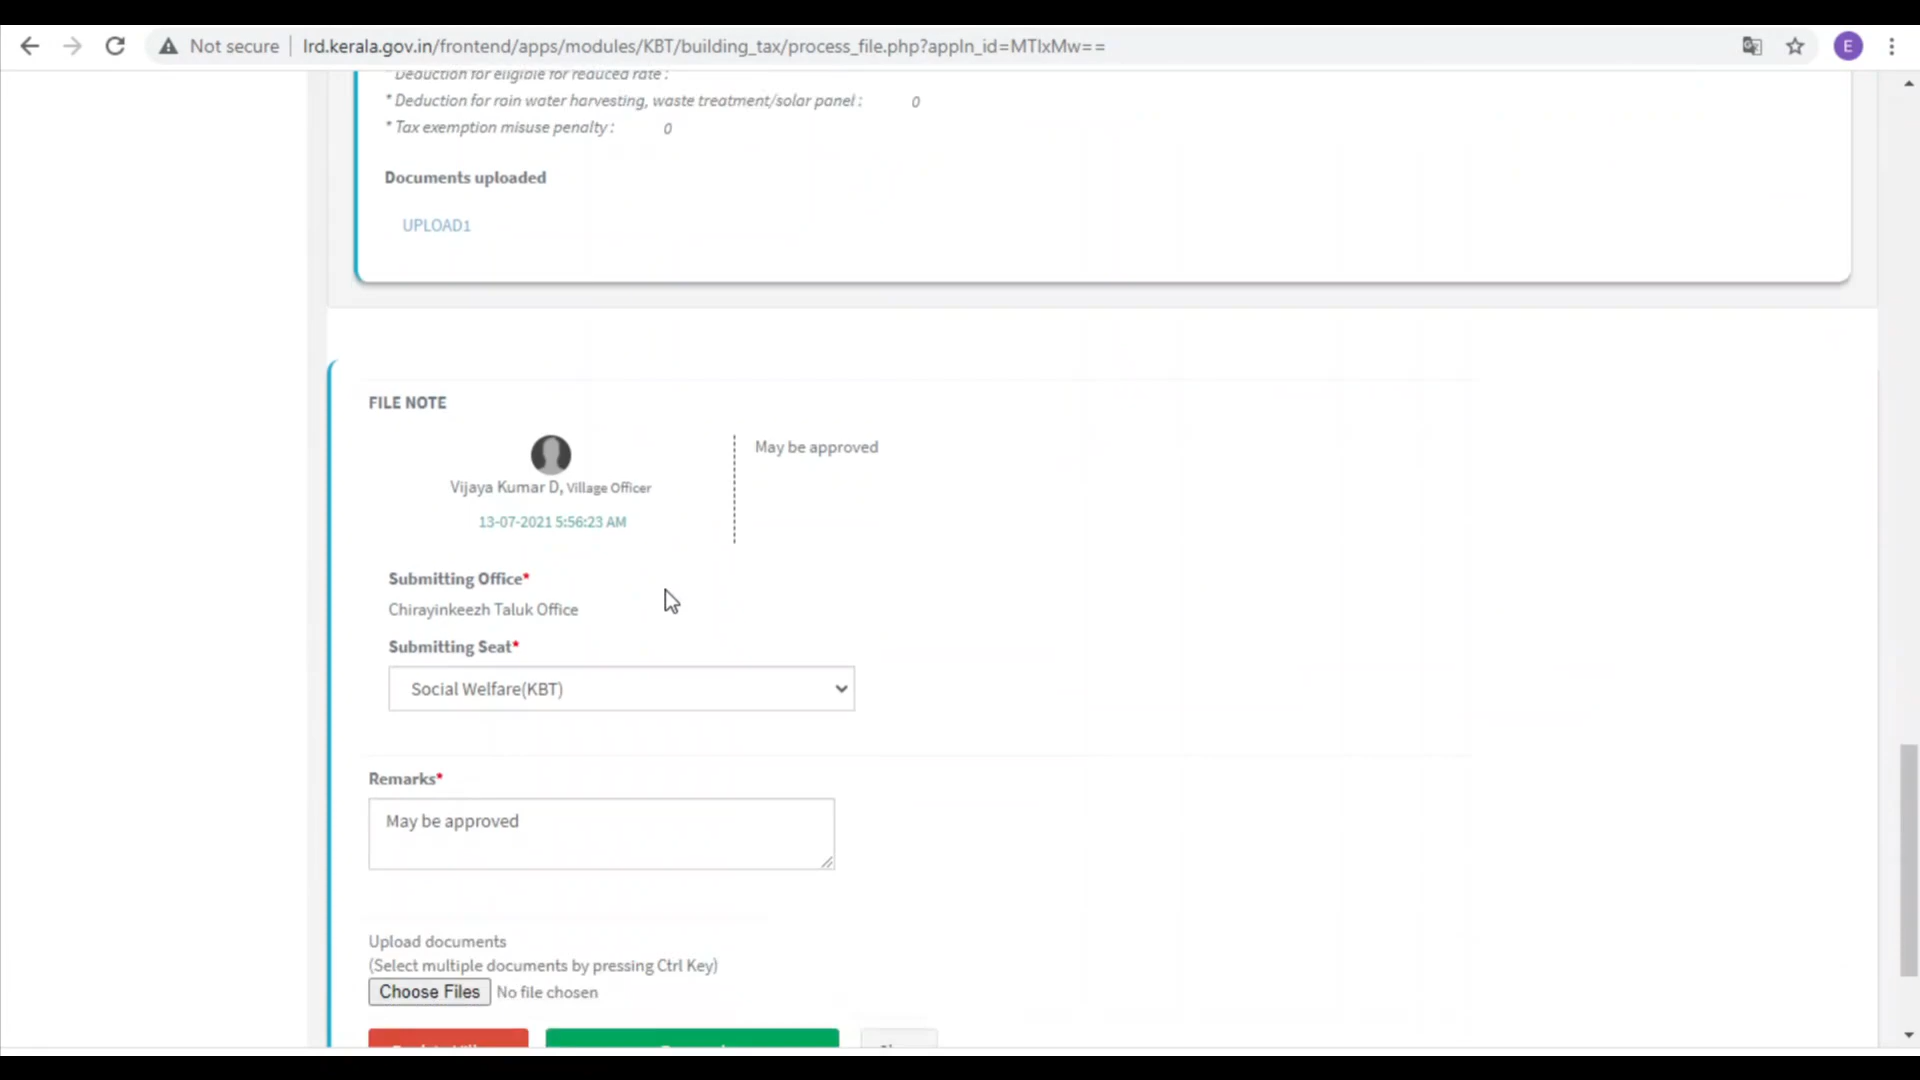 Not secure
lrd.kerala.gov.in/frontend/apps/modules/KBT/building_tax/process_file.php?appln_id=MTIxMw==
E
* Deduction for eligible for reduced rate :
* Deduction for rain water harvesting, waste treatment/solar panel : 0
* Tax exemption misuse penalty : 0
Documents uploaded
UPLOAD1
FILE NOTE
May be approved
Vijaya Kumar D, Village Officer
13-07-2021 5:56:23 AM
Submitting Office*
Chirayinkeezh Taluk Office
Submitting Seat*
Social Welfare(KBT)
Remarks*
May be approved
Upload documents
(Select multiple documents by pressing Ctrl Key)
Choose Files No file chosen